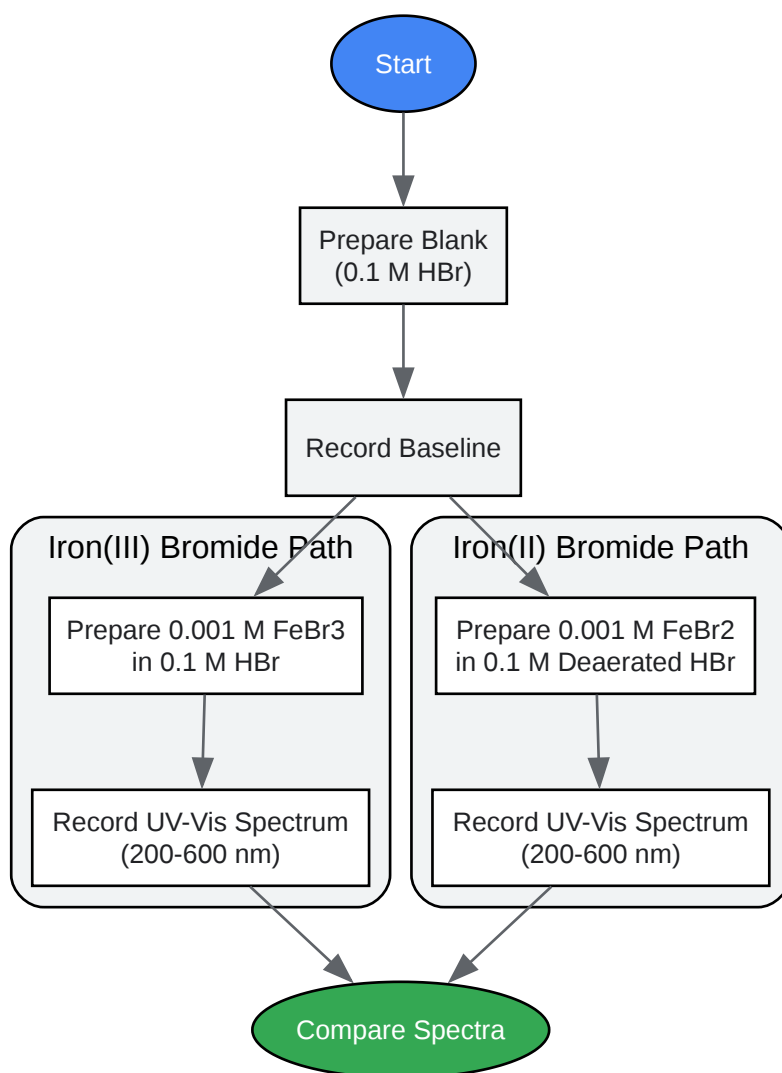 Start
Prepare Blank
(0.1 M HBr)
Record Baseline
Iron(III) Bromide Path
Prepare 0.001 M FeBr3
in 0.1 M HBr
Record UV-Vis Spectrum
(200-600 nm)
Iron(II) Bromide Path
Prepare 0.001 M FeBr2
in 0.1 M Deaerated HBr
Record UV-Vis Spectrum
(200-600 nm)
Compare Spectra